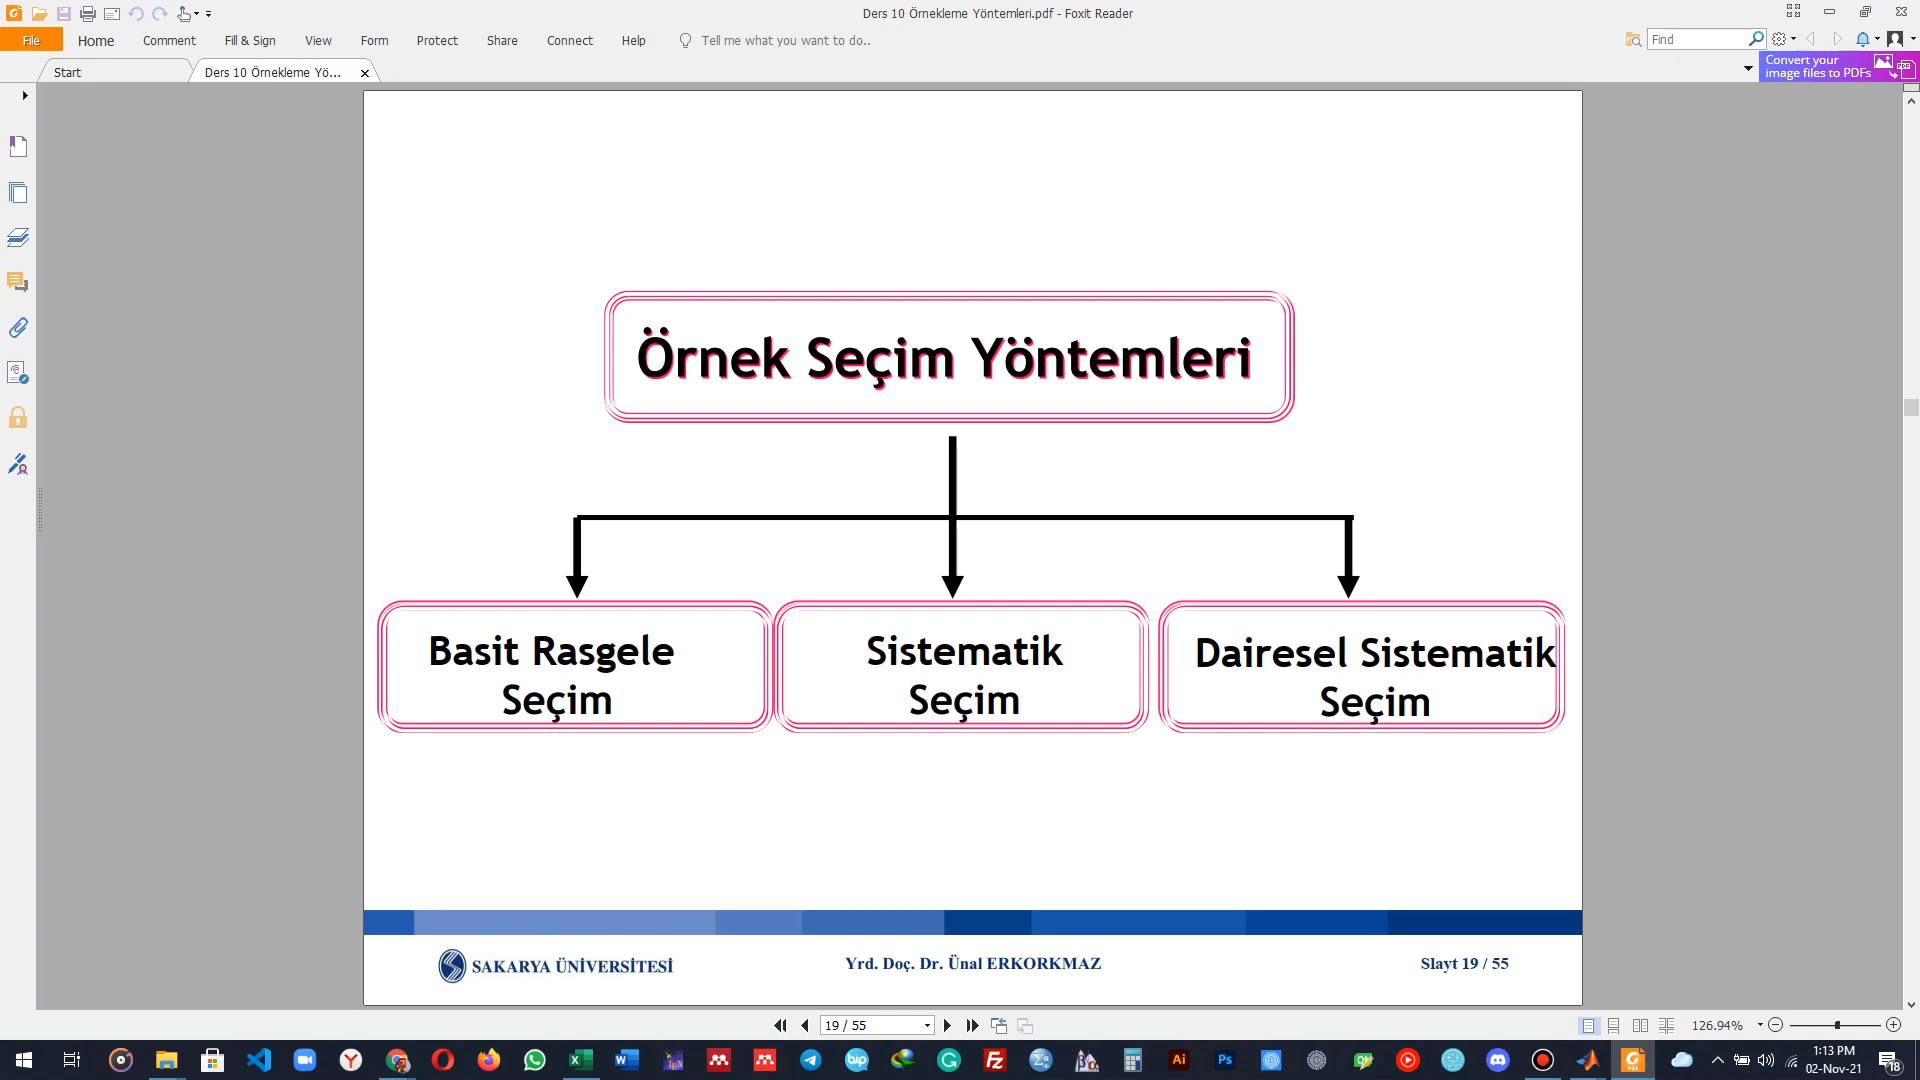 Ders 10 Örnekleme Yöntemleri.pdf - Foxit Reader
File Home Comment Fill & Sign View Form Protect Share Connect Help Tell me what you want to do.. Find
Start Ders 10 Örnekleme Yö...
Convert your
image files to PDFs
Örnek Seçim Yöntemleri
Basit Rasgele
Seçim
Sistematik
Seçim
Dairesel Sistematik
Seçim
SAKARYA ÜNİVERSİTESİ Yrd. Doç. Dr. Ünal ERKORKMAZ Slayt 19 / 55
19 / 55 126.94%
1:13 PM
02-Nov-21
18